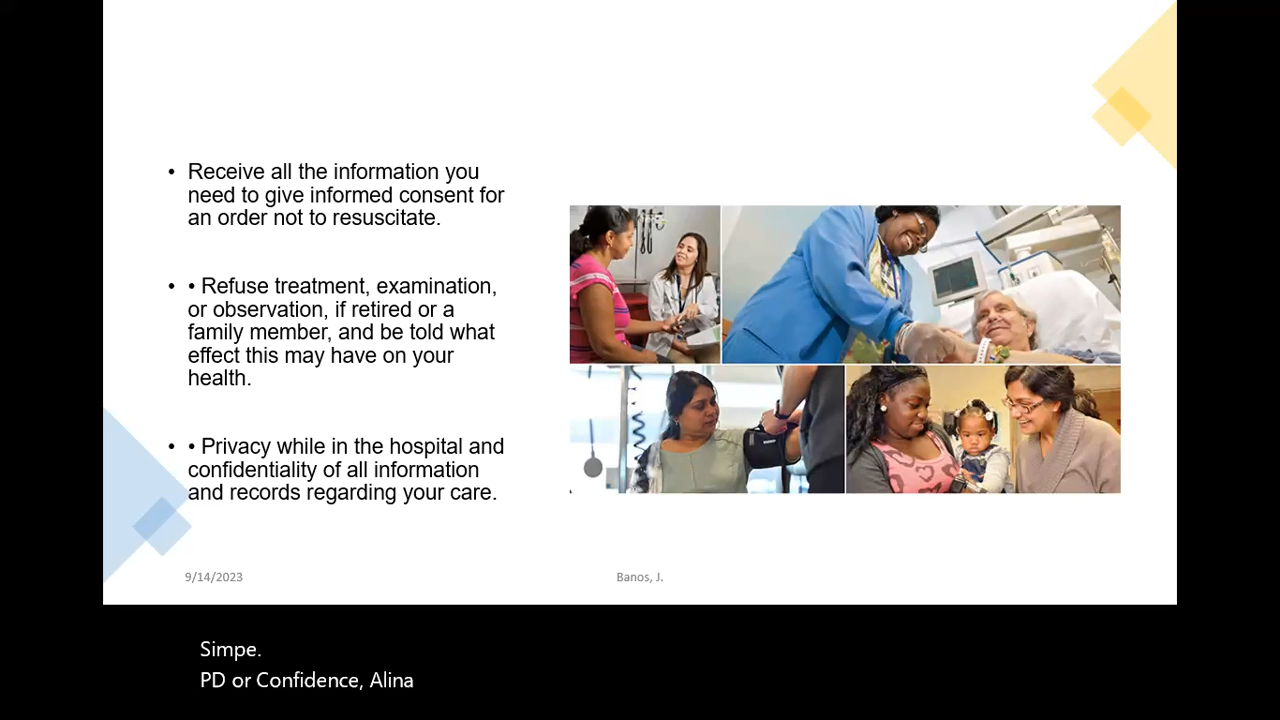 • Receive all the information you
need to give informed consent for
an order not to resuscitate.
• • Refuse treatment, examination,
or observation, if retired or a
family member, and be told what
effect this may have on your
health.
• • Privacy while in the hospital and
confidentiality of all information
and records regarding your care.
9/14/2023
Banos, J.
Simpe.
PD or Confidence, Alina